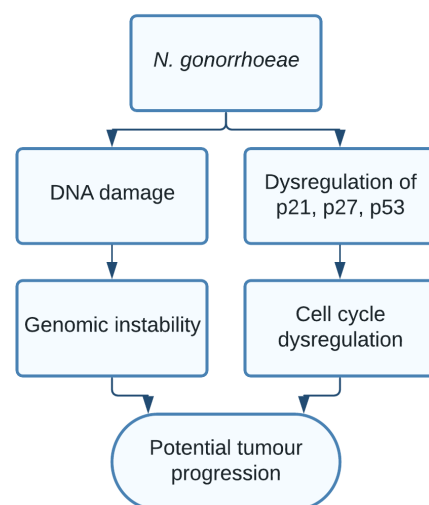 N. gonorrhoeae
DNA damage
Dysregulation of
p21, p27, p53
Genomic instability
Cell cycle
dysregulation
Potential tumour
progression